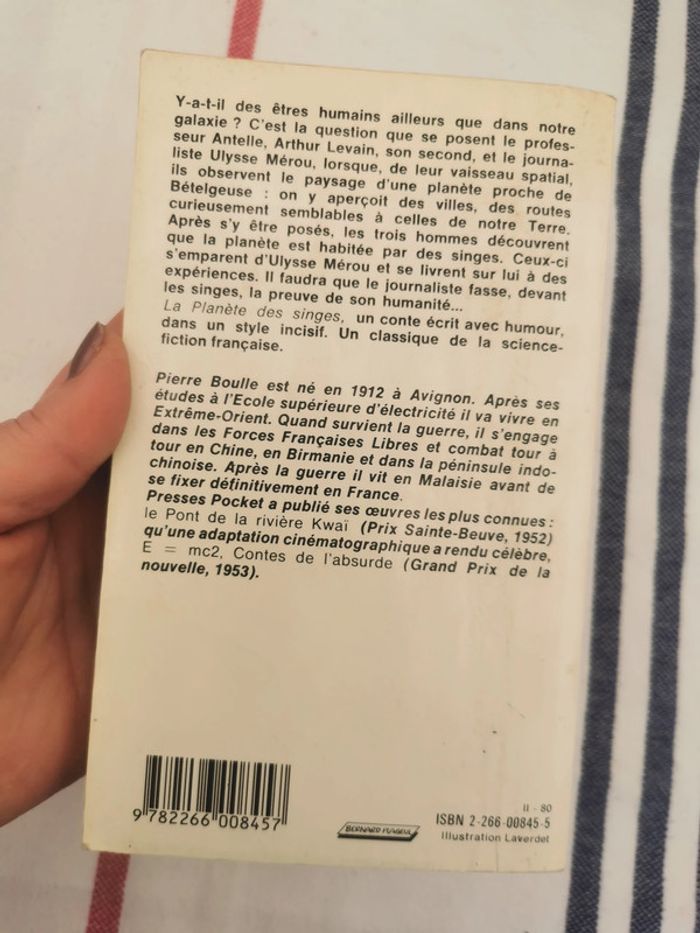 Y-a-t-il des êtres humains ailleurs que dans notre
galaxie ? C'est la question que se posent le profes-
seur Antelle, Arthur Levain, son second, et le journa-
liste Ulysse Mérou, lorsque, de leur vaisseau spatial,
ils observent le paysage d'une planète proche de
Bételgeuse : on y aperçoit des villes, des routes
curieusement semblables à celles de notre Terre.
Après s'y être posés, les trois hommes découvrent
que la planète est habitée par des singes. Ceux-ci
s'emparent d'Ulysse Mérou et se livrent sur lui à des
expériences. Il faudra que le journaliste fasse, devant
les singes, la preuve de son humanité...
La Planète des singes, un conte écrit avec humour,
dans un style incisif. Un classique de la science-
fiction française.
Pierre Boulle est né en 1912 à Avignon. Après ses
études à l'Ecole supérieure d'électricité il va vivre en
Extrême-Orient. Quand survient la guerre, il s'engage
dans les Forces Françaises Libres et combat tour à
tour en Chine, en Birmanie et dans la péninsule indo-
chinoise. Après la guerre il vit en Malaisie avant de
se fixer définitivement en France.
Presses Pocket a publié ses œuvres les plus connues :
le Pont de la rivière Kwaï (Prix Sainte-Beuve, 1952)
qu'une adaptation cinématographique a rendu célèbre,
E = mc2, Contes de l'absurde (Grand Prix de la
nouvelle, 1953).
9 782266 008457
II - 80
ISBN 2-266-00845-5
Illustration Laverdet